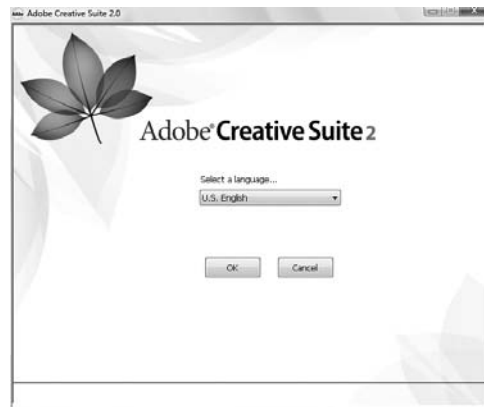 Adobe Creative Suite 2.0
Adobe® Creative Suite 2
Select a language...
U.S. English
OK Cancel